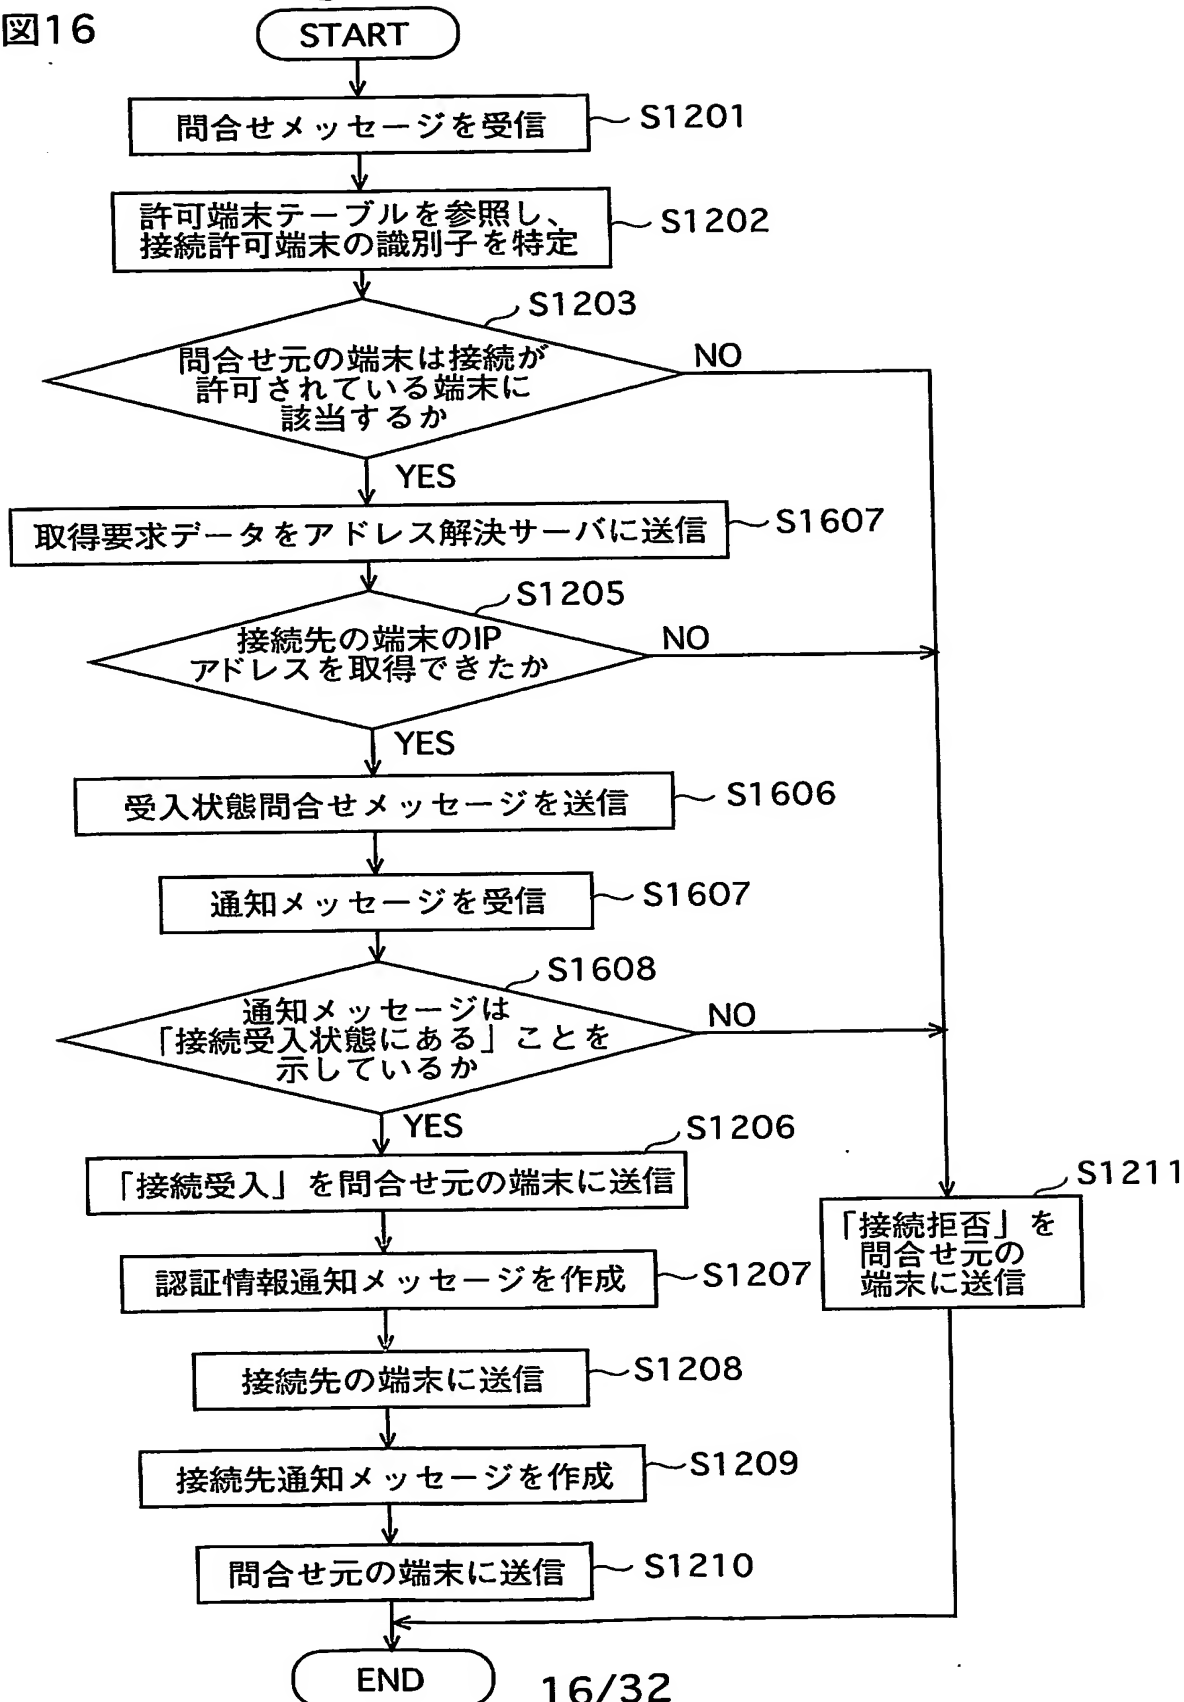 図16
START
問合せメッセージを受信
S1201
許可端末テーブルを参照し、
接続許可端末の識別子を特定
S1202
S1203
問合せ元の端末は接続が
許可されている端末に
該当するか
NO
YES
取得要求データをアドレス解決サーバに送信
S1607
S1205
接続先の端末のIP
アドレスを取得できたか
NO
YES
受入状態問合せメッセージを送信
S1606
通知メッセージを受信
S1607
S1608
通知メッセージは
「接続受入状態にある」ことを
示しているか
NO
YES
S1206
「接続受入」を問合せ元の端末に送信
S1211
「接続拒否」を
問合せ元の
端末に送信
認証情報通知メッセージを作成
S1207
接続先の端末に送信
S1208
接続先通知メッセージを作成
S1209
問合せ元の端末に送信
S1210
END
16/32